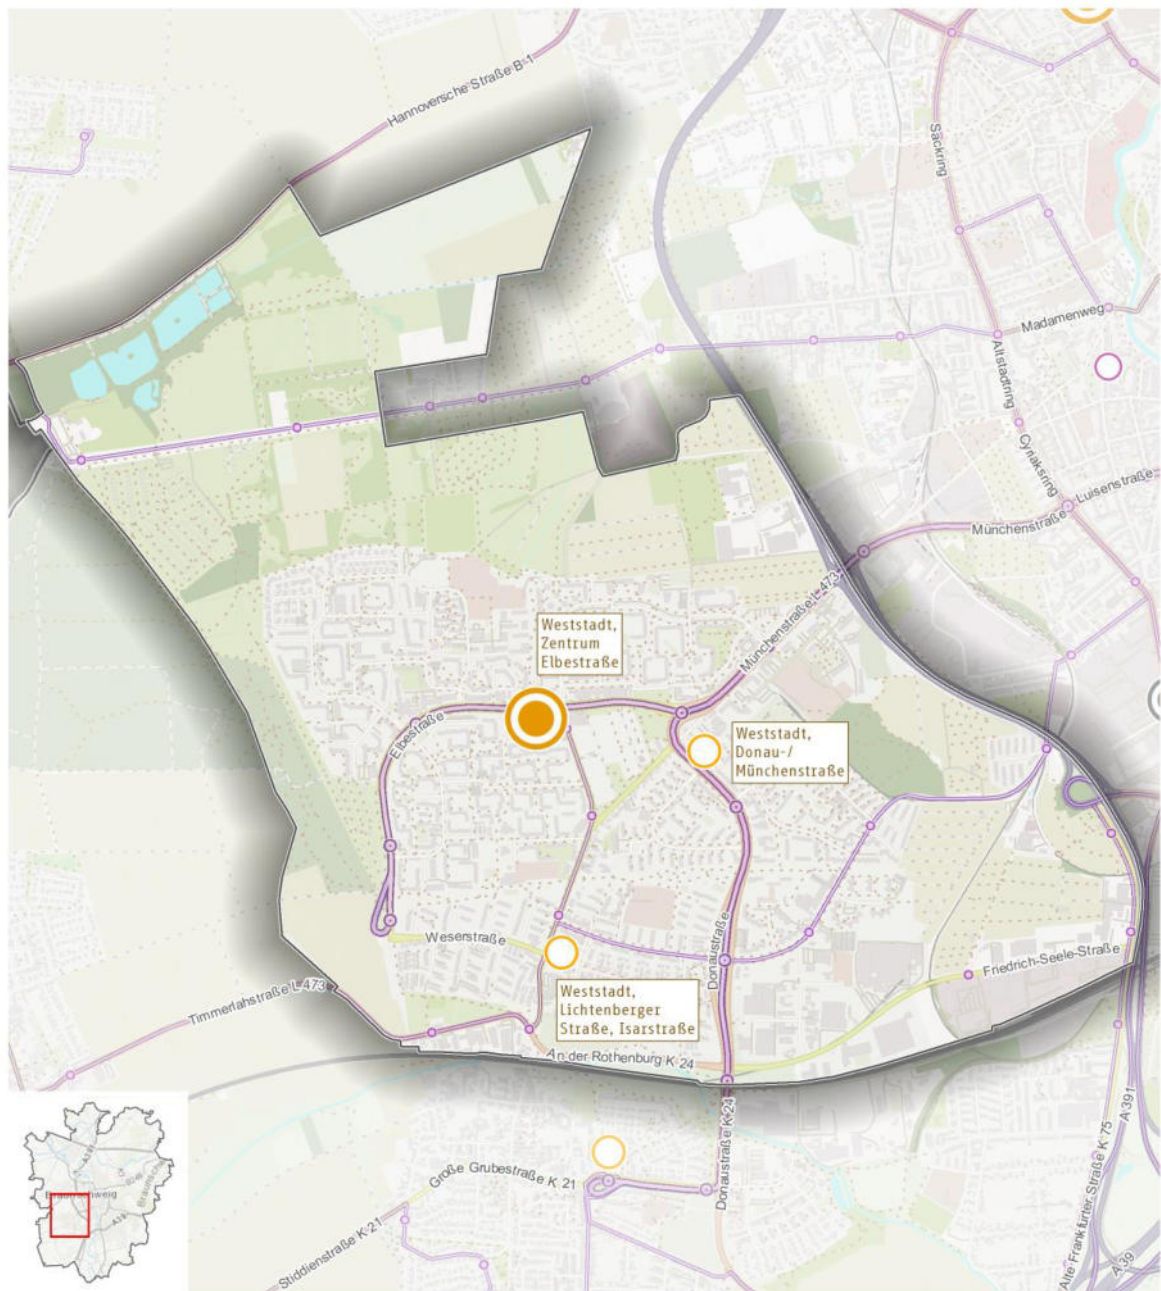 Hannoversche Straße B 1
Sackring
Madamenweg
Altstadtring
Cyriaksring
Luisenstraße
Münchenstraße
Münchenstraße L 473
Weststadt,
Zentrum
Elbestraße
Elbestraße
Weststadt,
Donau-/
Münchenstraße
Weserstraße
Donaustraße
Friedrich-Seele-Straße
Timmerlahstraße L 473
Weststadt,
Lichtenberger
Straße, Isarstraße
An der Rothenburg K 24
Donaustraße K 24
A 391
Große Grubestraße K 21
Alte Frankfurter Straße K 75
Stiddienstraße K 21
A 39